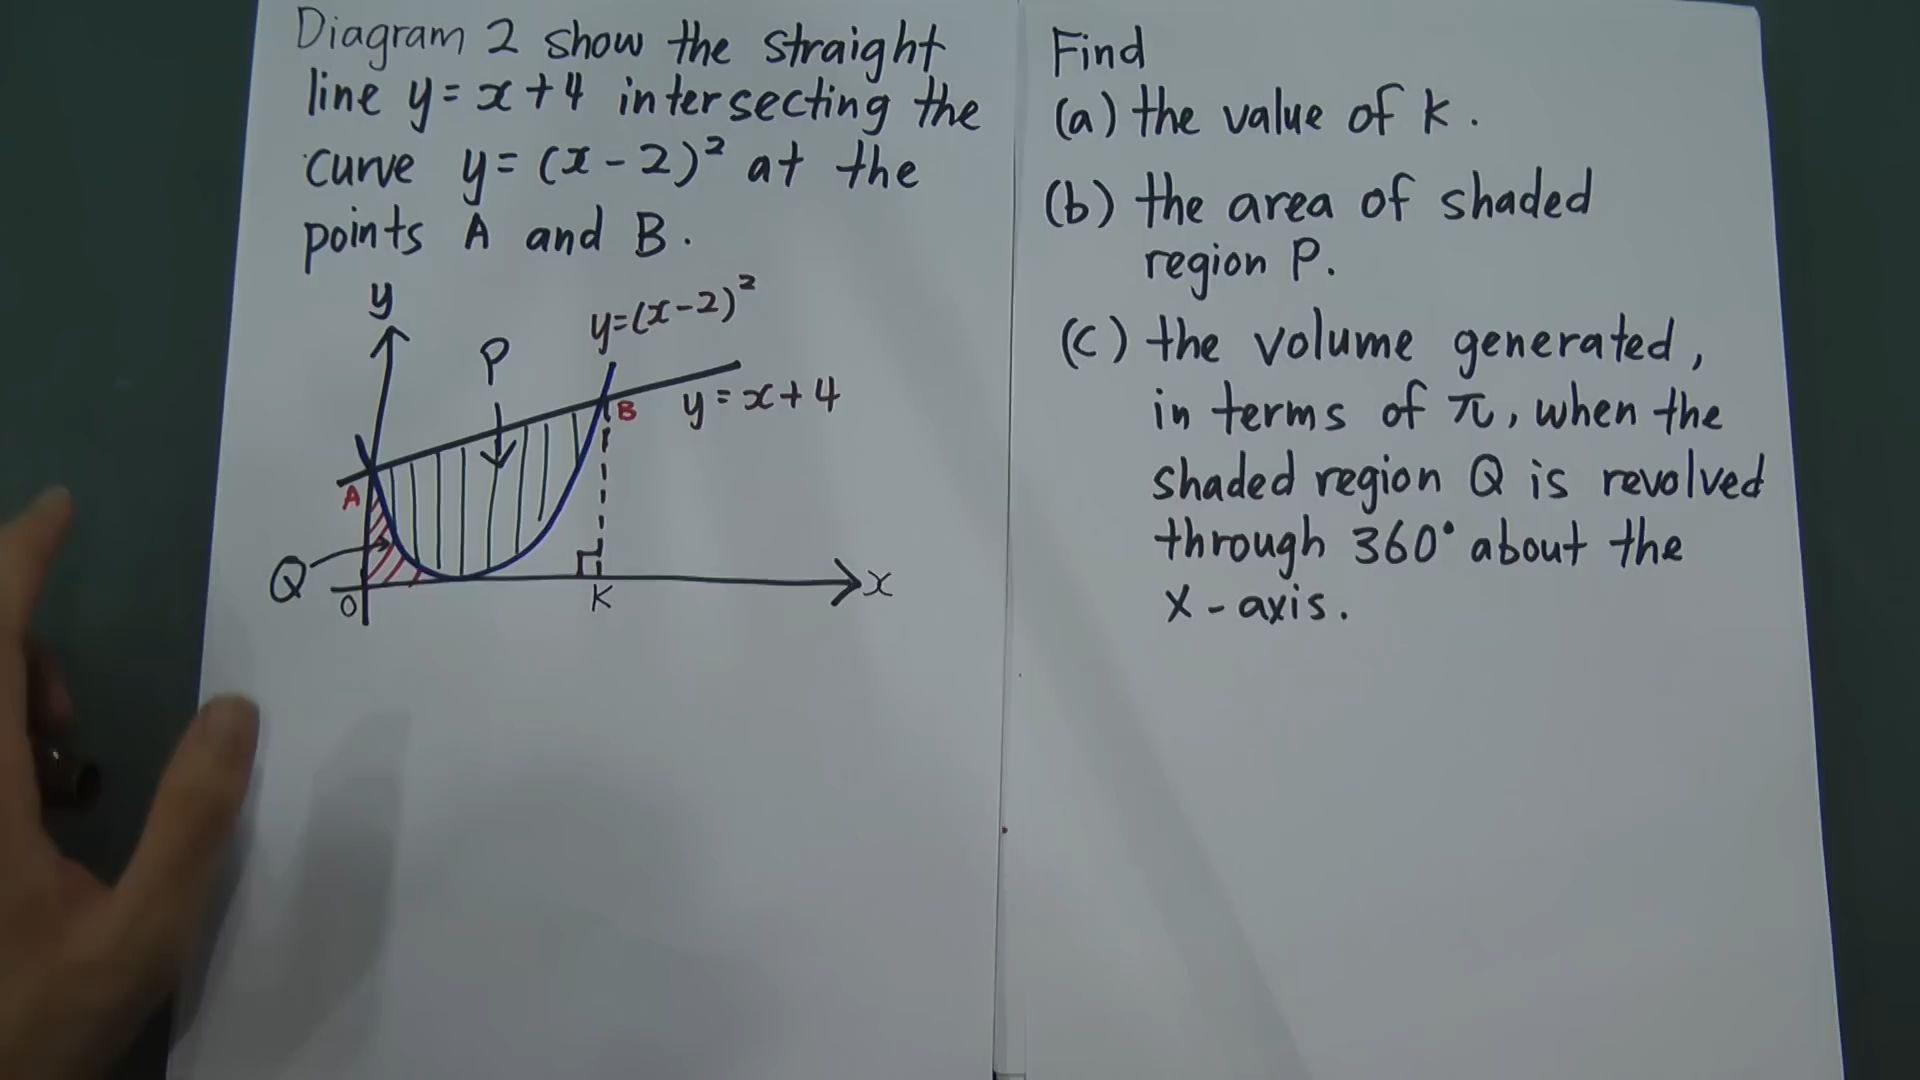 Diagram 2 show the straight
line y = x + 4 intersecting the
curve y = (x - 2)² at the
points A and B.
y
P
y=(x-2)²
B
y = x + 4
A
Q
O
K
x
Find
(a) the value of k.
(b) the area of shaded
region P.
(c) the volume generated,
in terms of π, when the
shaded region Q is revolved
through 360° about the
x - axis.